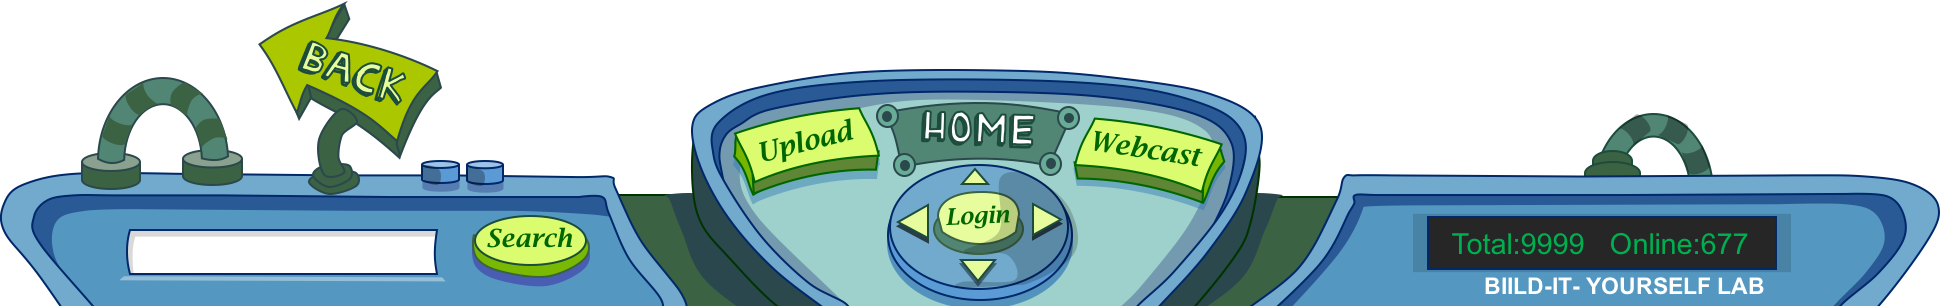 BACK
Search
Upload
HOME
Webcast
Login
Total:9999 Online:677
BIILD-IT- YOURSELF LAB